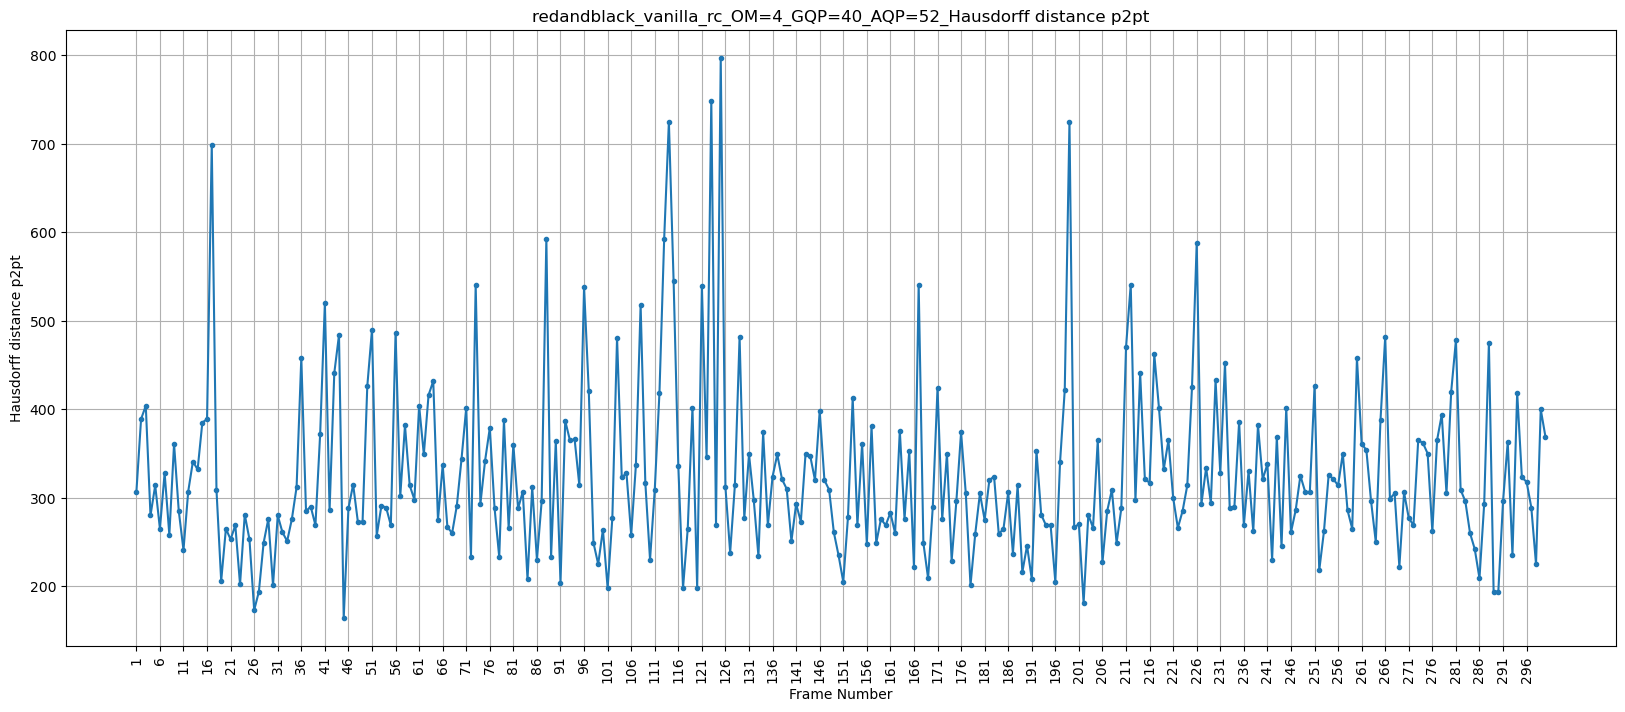 redandblack_vanilla_rc_OM=4_GQP=40_AQP=52_Hausdorff distance p2pt
Hausdorff distance p2pt
800
700
600
500
400
300
200
1 6 11 16 21 26 31 36 41 46 51 56 61 66 71 76 81 86 91 96 101 106 111 116 121 126 131 136 141 146 151 156 161 166 171 176 181 186 191 196 201 206 211 216 221 226 231 236 241 246 251 256 261 266 271 276 281 286 291 296
Frame Number